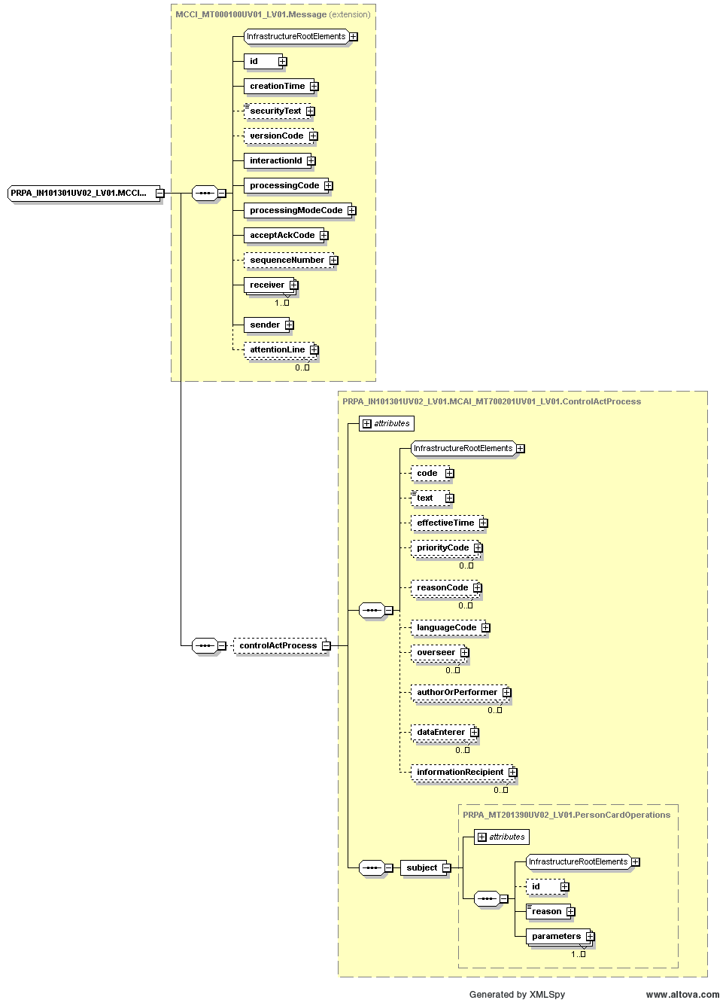 MCCI_MT000100UV01_LV01.Message (extension)
InfrastructureRootElements
id
creationTime
securityText
versionCode
interactionId
processingCode
PRPA_IN101301UV02_LV01.MCCI...
processingModeCode
acceptAckCode
sequenceNumber
receiver
1..
sender
attentionLine
0..
PRPA_IN101301UV02_LV01.MCAI_MT700201UV01_LV01.ControlActProcess
attributes
InfrastructureRootElements
code
text
effectiveTime
priorityCode
0..
reasonCode
0..
languageCode
controlActProcess
overseer
0..
authorOrPerformer
0..
dataEnterer
0..
informationRecipient
0..
PRPA_MT201390UV02_LV01.PersonCardOperations
attributes
InfrastructureRootElements
subject
id
reason
parameters
1..
Generated by XMLSpy
www.altova.com